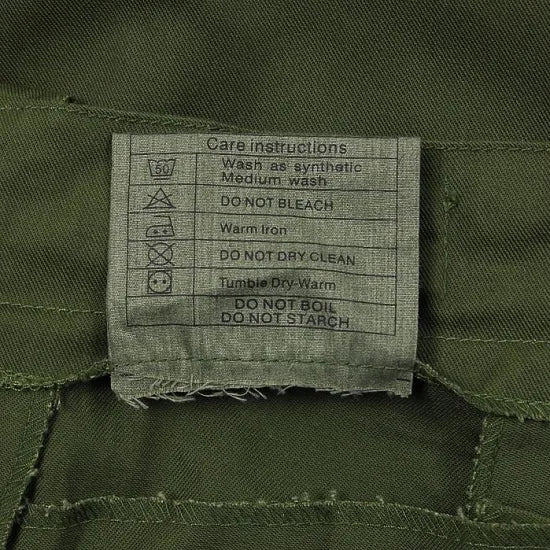 Care instructions
50 Wash as synthetic
Medium wash
DO NOT BLEACH
Warm Iron
DO NOT DRY CLEAN
Tumble Dry-Warm
DO NOT BOIL
DO NOT STARCH